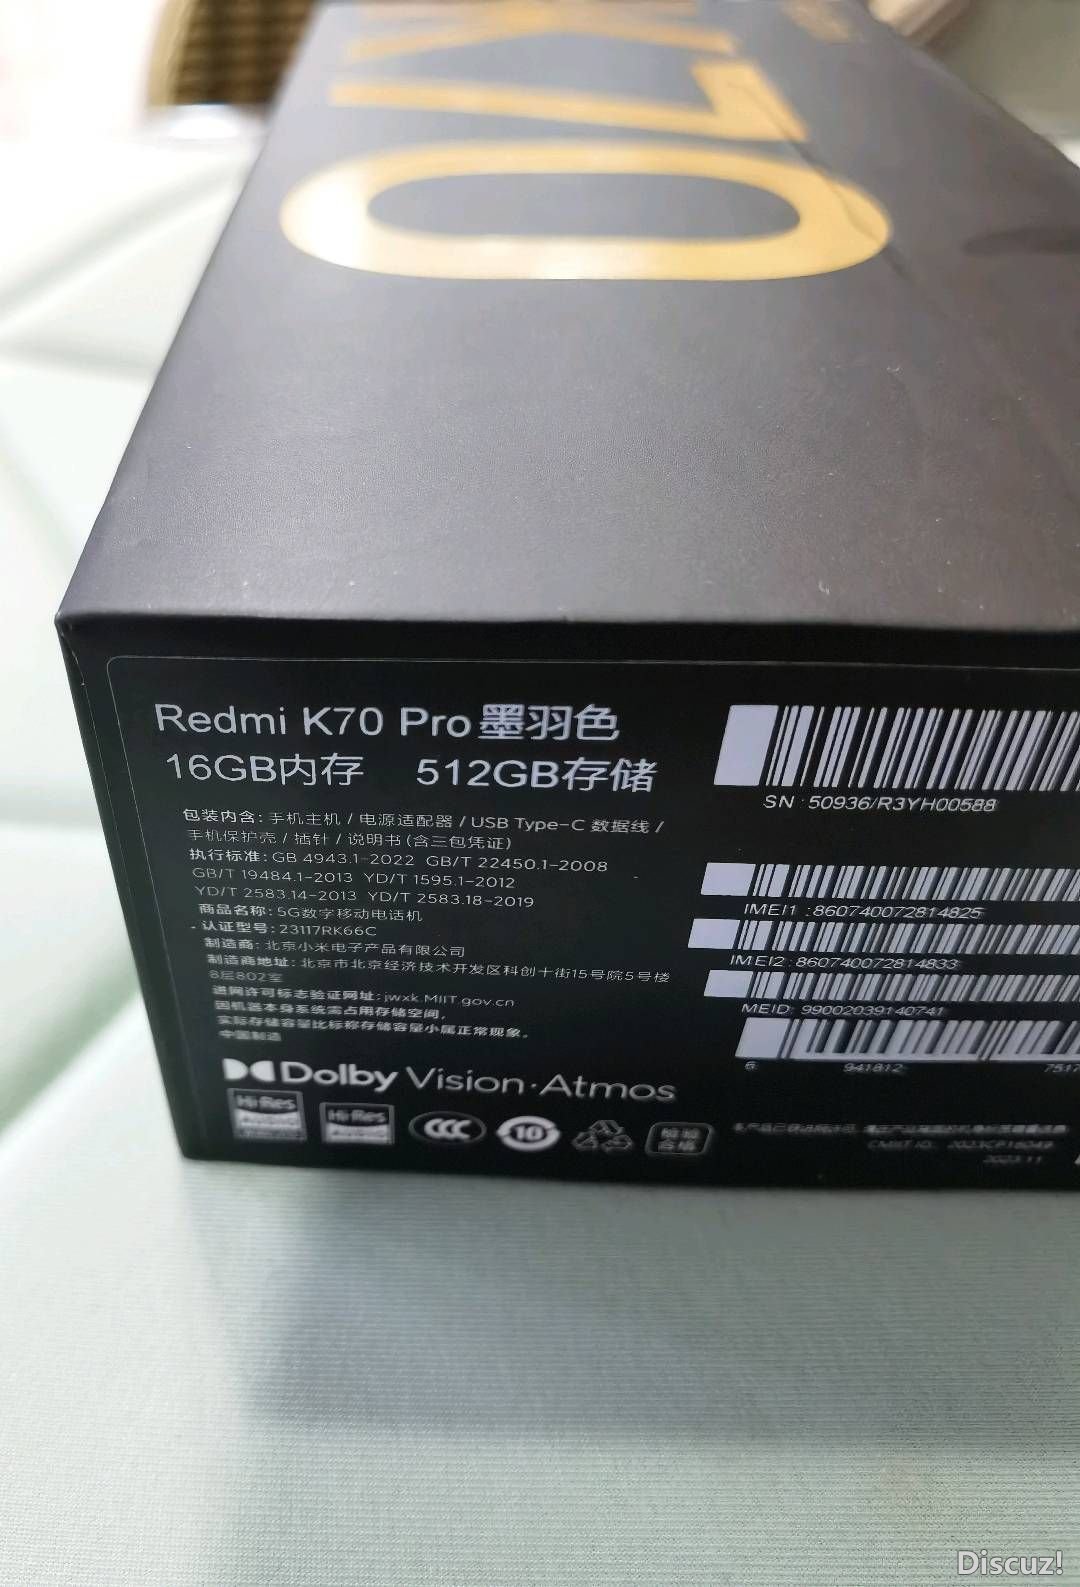 K70
Redmi K70 Pro 墨羽色
16GB内存 512GB存储
包装内含: 手机主机 / 电源适配器 / USB Type-C 数据线 /
手机保护壳 / 插针 / 说明书 (含三包凭证)
执行标准: GB 4943.1-2022 GB/T 22450.1-2008
GB/T 19484.1-2013 YD/T 1595.1-2012
YD/T 2583.14-2013 YD/T 2583.18-2019
商品名称: 5G数字移动电话机
认证型号: 23117RK66C
制造商: 北京小米电子产品有限公司
制造商地址: 北京市北京经济技术开发区科创十街15号院5号楼
8层802室
进网许可标志验证网址: jwxk.MIIT.gov.cn
因机器本身系统需占用存储空间,
实际存储容量比标称存储容量小属正常现象。
中国制造
Dolby Vision·Atmos
Hi-Res
Hi-Res
CCC
10
SN : 50936/R3YH00588
IMEI1 : 860740072814825
IMEI2 : 860740072814833
MEID: 99002039140741
6 941812 7517
CMIIT ID: 2023CP16049
2023.11
Discuz!